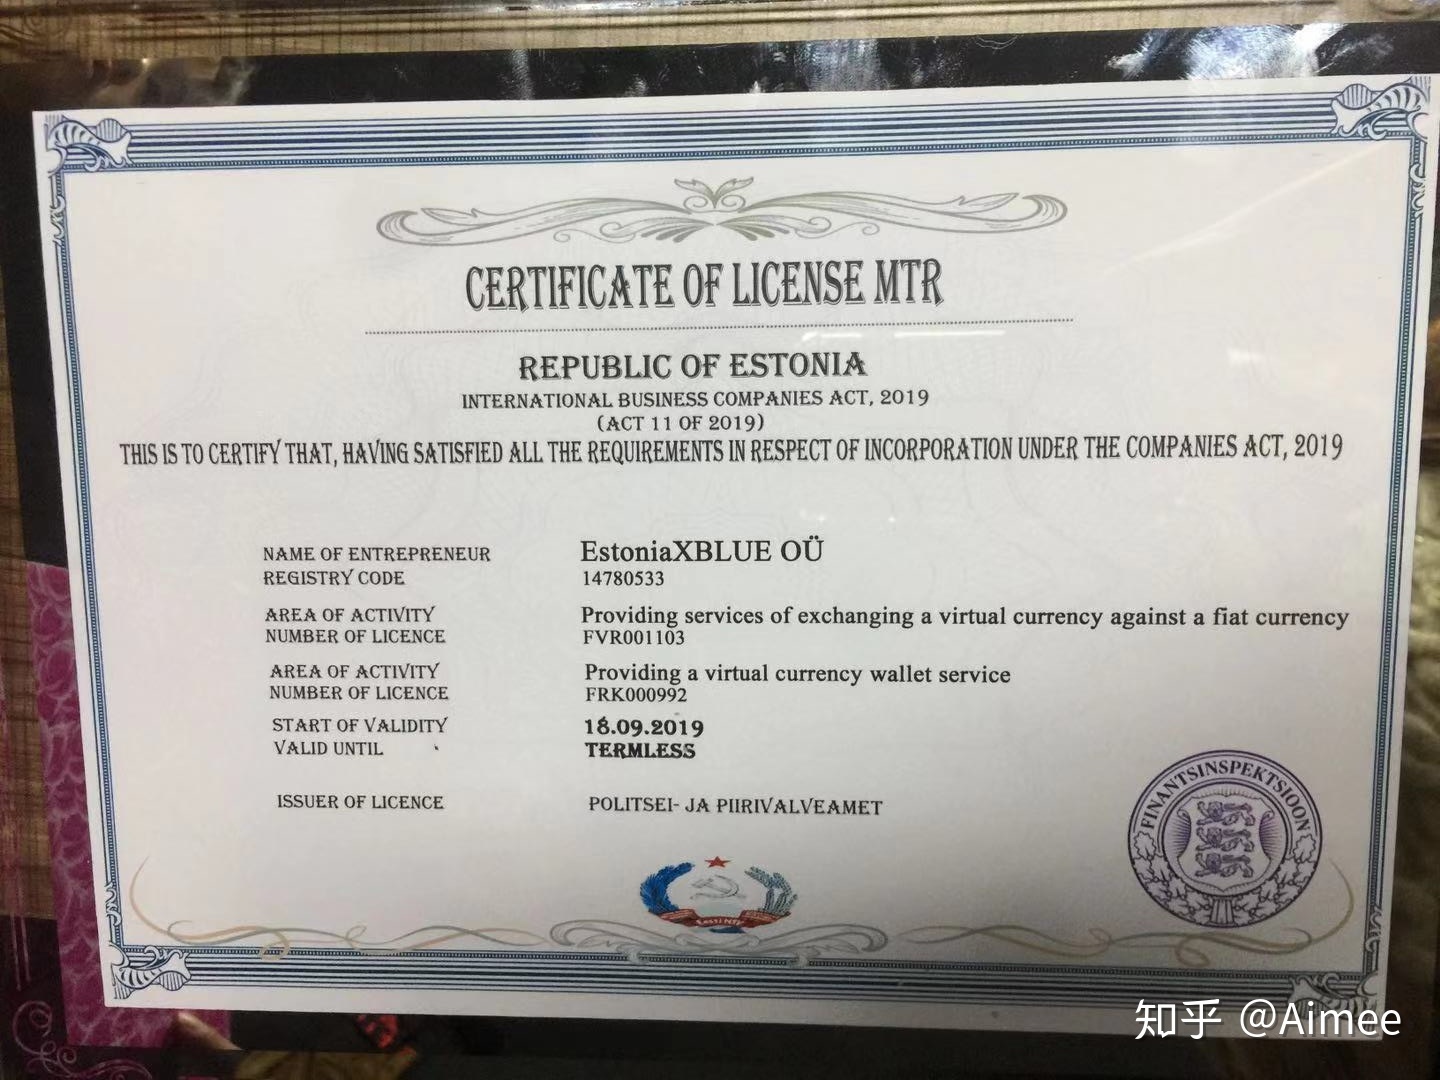 CERTIFICATE OF LICENSE MTR
REPUBLIC OF ESTONIA
INTERNATIONAL BUSINESS COMPANIES ACT, 2019
(ACT 11 OF 2019)
THIS IS TO CERTIFY THAT, HAVING SATISFIED ALL THE REQUIREMENTS IN RESPECT OF INCORPORATION UNDER THE COMPANIES ACT, 2019
NAME OF ENTREPRENEUR EstoniaXBLUE OÜ
REGISTRY CODE 14780533
AREA OF ACTIVITY Providing services of exchanging a virtual currency against a fiat currency
NUMBER OF LICENCE FVR001103
AREA OF ACTIVITY Providing a virtual currency wallet service
NUMBER OF LICENCE FRK000992
START OF VALIDITY 18.09.2019
VALID UNTIL TERMLESS
ISSUER OF LICENCE POLITSEI- JA PIIRIVALVEAMET
FINANTSINSPEKTSIOON
知乎 @Aimee